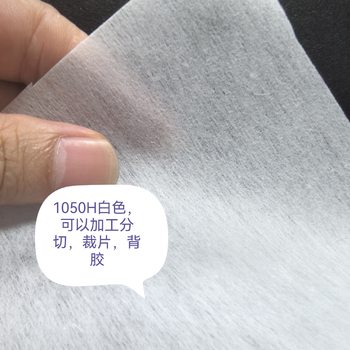 1050H白色，
可以加工分
切，裁片，背
胶